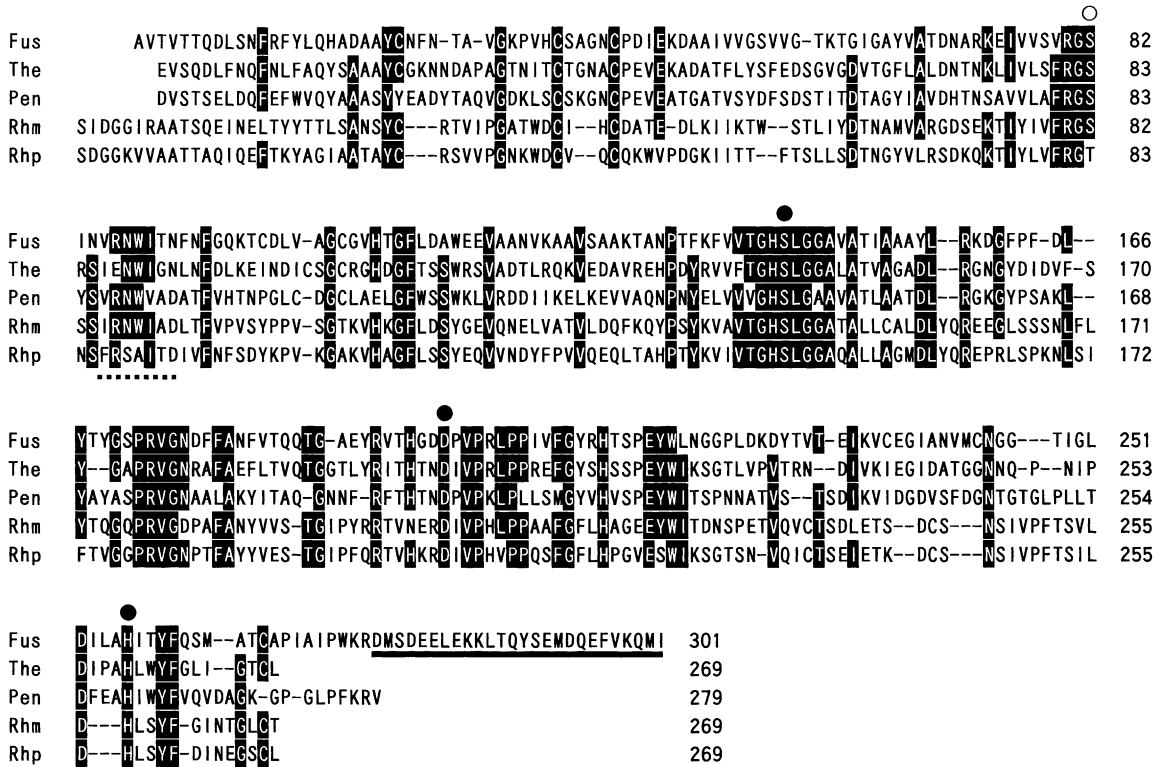 Fus AVTVTTQDLSNFRFYLQHADAAYCNFN-TA-VGKPVHCSAGNCPDIEKDAAIVVGSVVG-TKTGIGAYVATDNARKEIVVSVRGS 82
The EVSQDLFNQFNLFAQYSAAAYCGKNNDAPAGTNITCTGNACPEVEKADATFLYSFEDSGVGDVTGFLALDNTNKLIVLSFRGS 83
Pen DVSTSELDQFEFWVQYAAASYYEADYTAQVGDKLSCSKGNCPEVEATGATVSYDFSDSTITDTAGYIAVDHTNSAVVLAFRGS 83
Rhm SIDGGIRAATSQEINELTYYTTLSANSYC---RTVIPGATWDCI--HCDATE-DLKIIKTW--STLIYDTNAMVARGDSEKTIYIVFRGS 82
Rhp SDGGKVVAATTAQIQEFTKYAGIAATAYC---RSVVPGNKWDCV--QCQKWVPDGKIITT--FTSLLSDTNGYVLRSDKQKTIYLVFRGT 83
Fus INVRNWITNFNFGQKTCDLV-AGCGVHTGFLDAWEEVAANVKAAVSAAKTANPTFKFVVTGHSLGGAVATIAAAYL--RKDGFPF-DL-- 166
The RSIENWIGNLNFDLKEINDICSGCRGHDGFTSSWRSVADTLRQKVEDAVREHPDYRVVFTGHSLGGALATVAGADL--RGNGYDIDVF-S 170
Pen YSVRNWVADATFVHTNPGLC-DGCLAELGFWSSWKLVRDDIIKELKEVVAQNPNYELVVVGHSLGAAVATLAATDL--RGKGYPSAKL-- 168
Rhm SSIRNWIADLTFVPVSYPPV-SGTKVHKGFLDSYGEVQNELVATVLDQFKQYPSYKVAVTGHSLGGATALLCALDLYQREEGLSSSNLFL 171
Rhp NSFRSAITDIVFNFSDYKPV-KGAKVHAGFLSSYEQVVNDYFPVVQEQLTAHPTYKVIVTGHSLGGAQALLAGMDLYQREPRLSPKNLSI 172
Fus YTYGSPRVGNDFFANFVTQQTG-AEYRVTHGDDPVPRLPPIVFGYRHTSPEYWLNGGPLDKDYTVT-EIKVCEGIANVMCNGG---TIGL 251
The Y--GAPRVGNRAFAEFLTVQTGGTLYRITHTNDIVPRLPPREFGYSHSSPEYWIKSGTLVPVTRN--DIVKIEGIDATGGNNQ-P--NIP 253
Pen YAYASPRVGNAALAKYITAQ-GNNF-RFTHTNDPVPKLPLLSMGYVHVSPEYWITSPNNATVS--TSDIKVIDGDVSFDGNTGTGLPLLT 254
Rhm YTQGQPRVGDPAFANYVVS-TGIPYRRTVNERDIVPHLPPAAFGFLHAGEEYWITDNSPETVQVCTSDLETS--DCS--NSIVPFTSVL 255
Rhp FTVGGPRVGNPTFAYYVES-TGIPFQRTVHKRDIVPHVPPQSFGFLHPGVESWIKSGTSN-VQICTSEIETK--DCS--NSIVPFTSIL 255
Fus DILAHITYFQSM--ATCAPIAIPWKRDMSDEELEKKLTQYSEMDQEFVKQMI 301
The DIPAHLWYFGLI--GTCL 269
Pen DFEAHIWYFVQVDAGK-GP-GLPFKRV 279
Rhm D---HLSYF-GINTGLCT 269
Rhp D---HLSYF-DINEGSCL 269